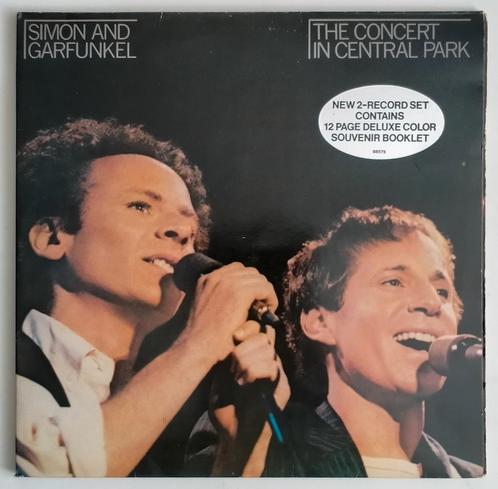 SIMON AND
GARFUNKEL
THE CONCERT
IN CENTRAL PARK
NEW 2-RECORD SET
CONTAINS
12 PAGE DELUXE COLOR
SOUVENIR BOOKLET
88575